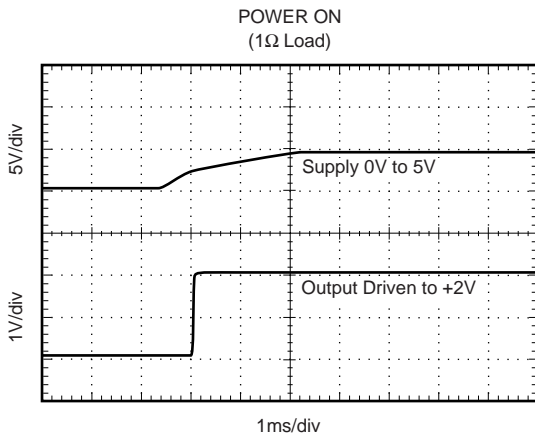 POWER ON
(1Ω Load)
5V/div
Supply 0V to 5V
1V/div
Output Driven to +2V
1ms/div